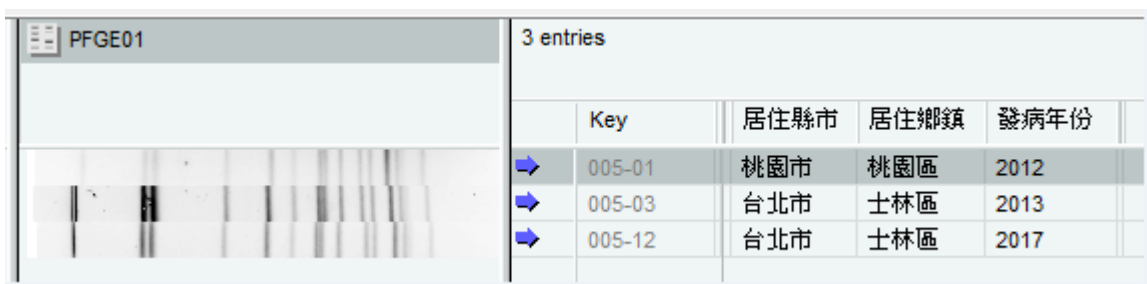 PFGE01
3 entries
Key 居住縣市 居住鄉鎮 發病年份
005-01 桃園市 桃園區 2012
005-03 台北市 士林區 2013
005-12 台北市 士林區 2017